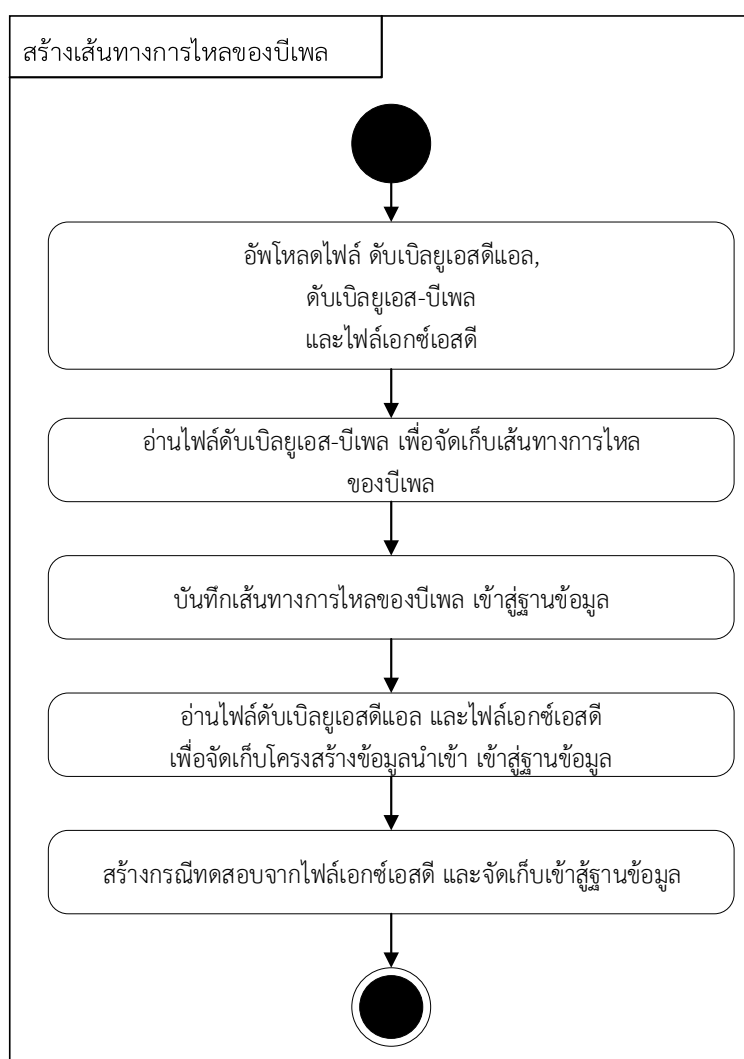 สร้างเส้นทางการไหลของบีเพล
อัพโหลดไฟล์ ดับเบิลยูเอสดีแอล,
ดับเบิลยูเอส-บีเพล
และไฟล์เอกซ์เอสดี
อ่านไฟล์ดับเบิลยูเอส-บีเพล เพื่อจัดเก็บเส้นทางการไหล
ของบีเพล
บันทึกเส้นทางการไหลของบีเพล เข้าสู่ฐานข้อมูล
อ่านไฟล์ดับเบิลยูเอสดีแอล และไฟล์เอกซ์เอสดี
เพื่อจัดเก็บโครงสร้างข้อมูลนำเข้า เข้าสู่ฐานข้อมูล
สร้างกรณีทดสอบจากไฟล์เอกซ์เอสดี และจัดเก็บเข้าสู้ฐานข้อมูล